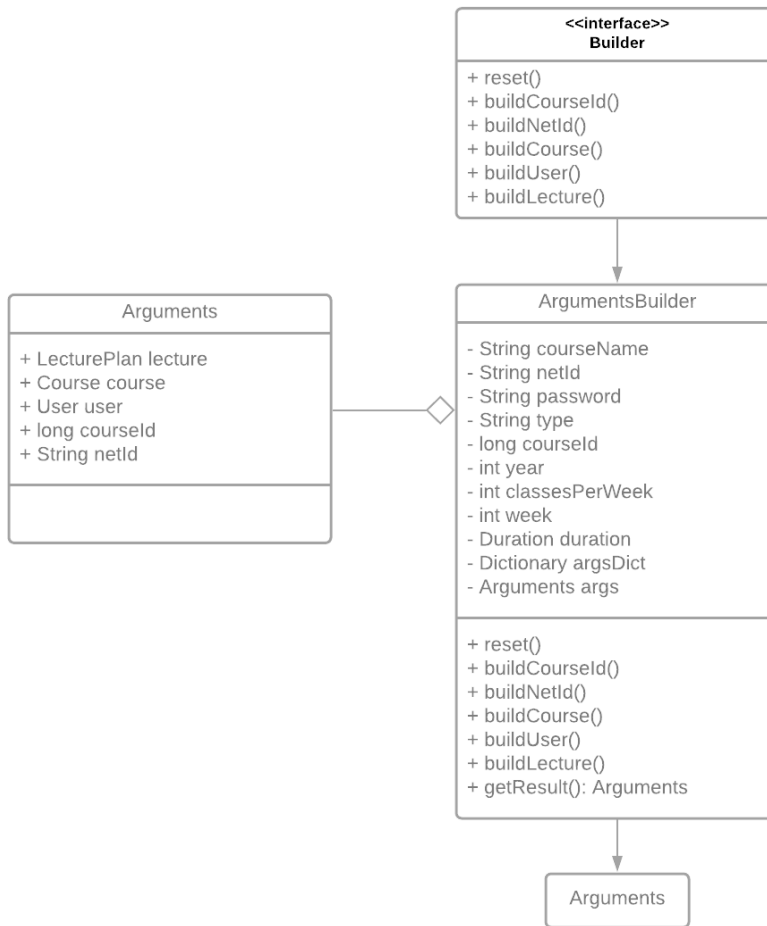 <<interface>>
Builder
+ reset()
+ buildCourseId()
+ buildNetId()
+ buildCourse()
+ buildUser()
+ buildLecture()
Arguments
+ LecturePlan lecture
+ Course course
+ User user
+ long courseId
+ String netId
ArgumentsBuilder
- String courseName
- String netId
- String password
- String type
- long courseId
- int year
- int classesPerWeek
- int week
- Duration duration
- Dictionary argsDict
- Arguments args
+ reset()
+ buildCourseId()
+ buildNetId()
+ buildCourse()
+ buildUser()
+ buildLecture()
+ getResult(): Arguments
Arguments